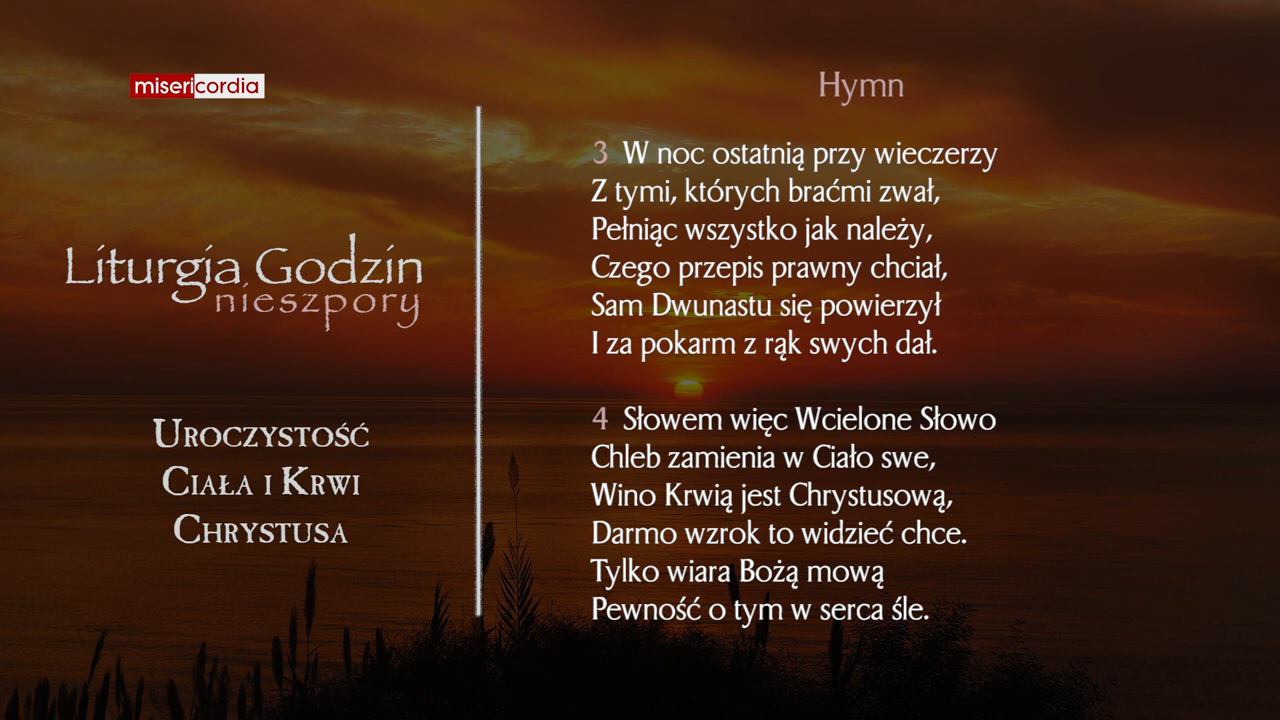 misericordia
Liturgia Godzin
nieszpory
Uroczystość
Ciała i Krwi
Chrystusa
Hymn
3 W noc ostatnią przy wieczerzy
Z tymi, których braćmi zwał,
Pełniąc wszystko jak należy,
Czego przepis prawny chciał,
Sam Dwunastu się powierzył
I za pokarm z rąk swych dał.
4 Słowem więc Wcielone Słowo
Chleb zamienia w Ciało swe,
Wino Krwią jest Chrystusową,
Darmo wzrok to widzieć chce.
Tylko wiara Bożą mową
Pewność o tym w serca śle.